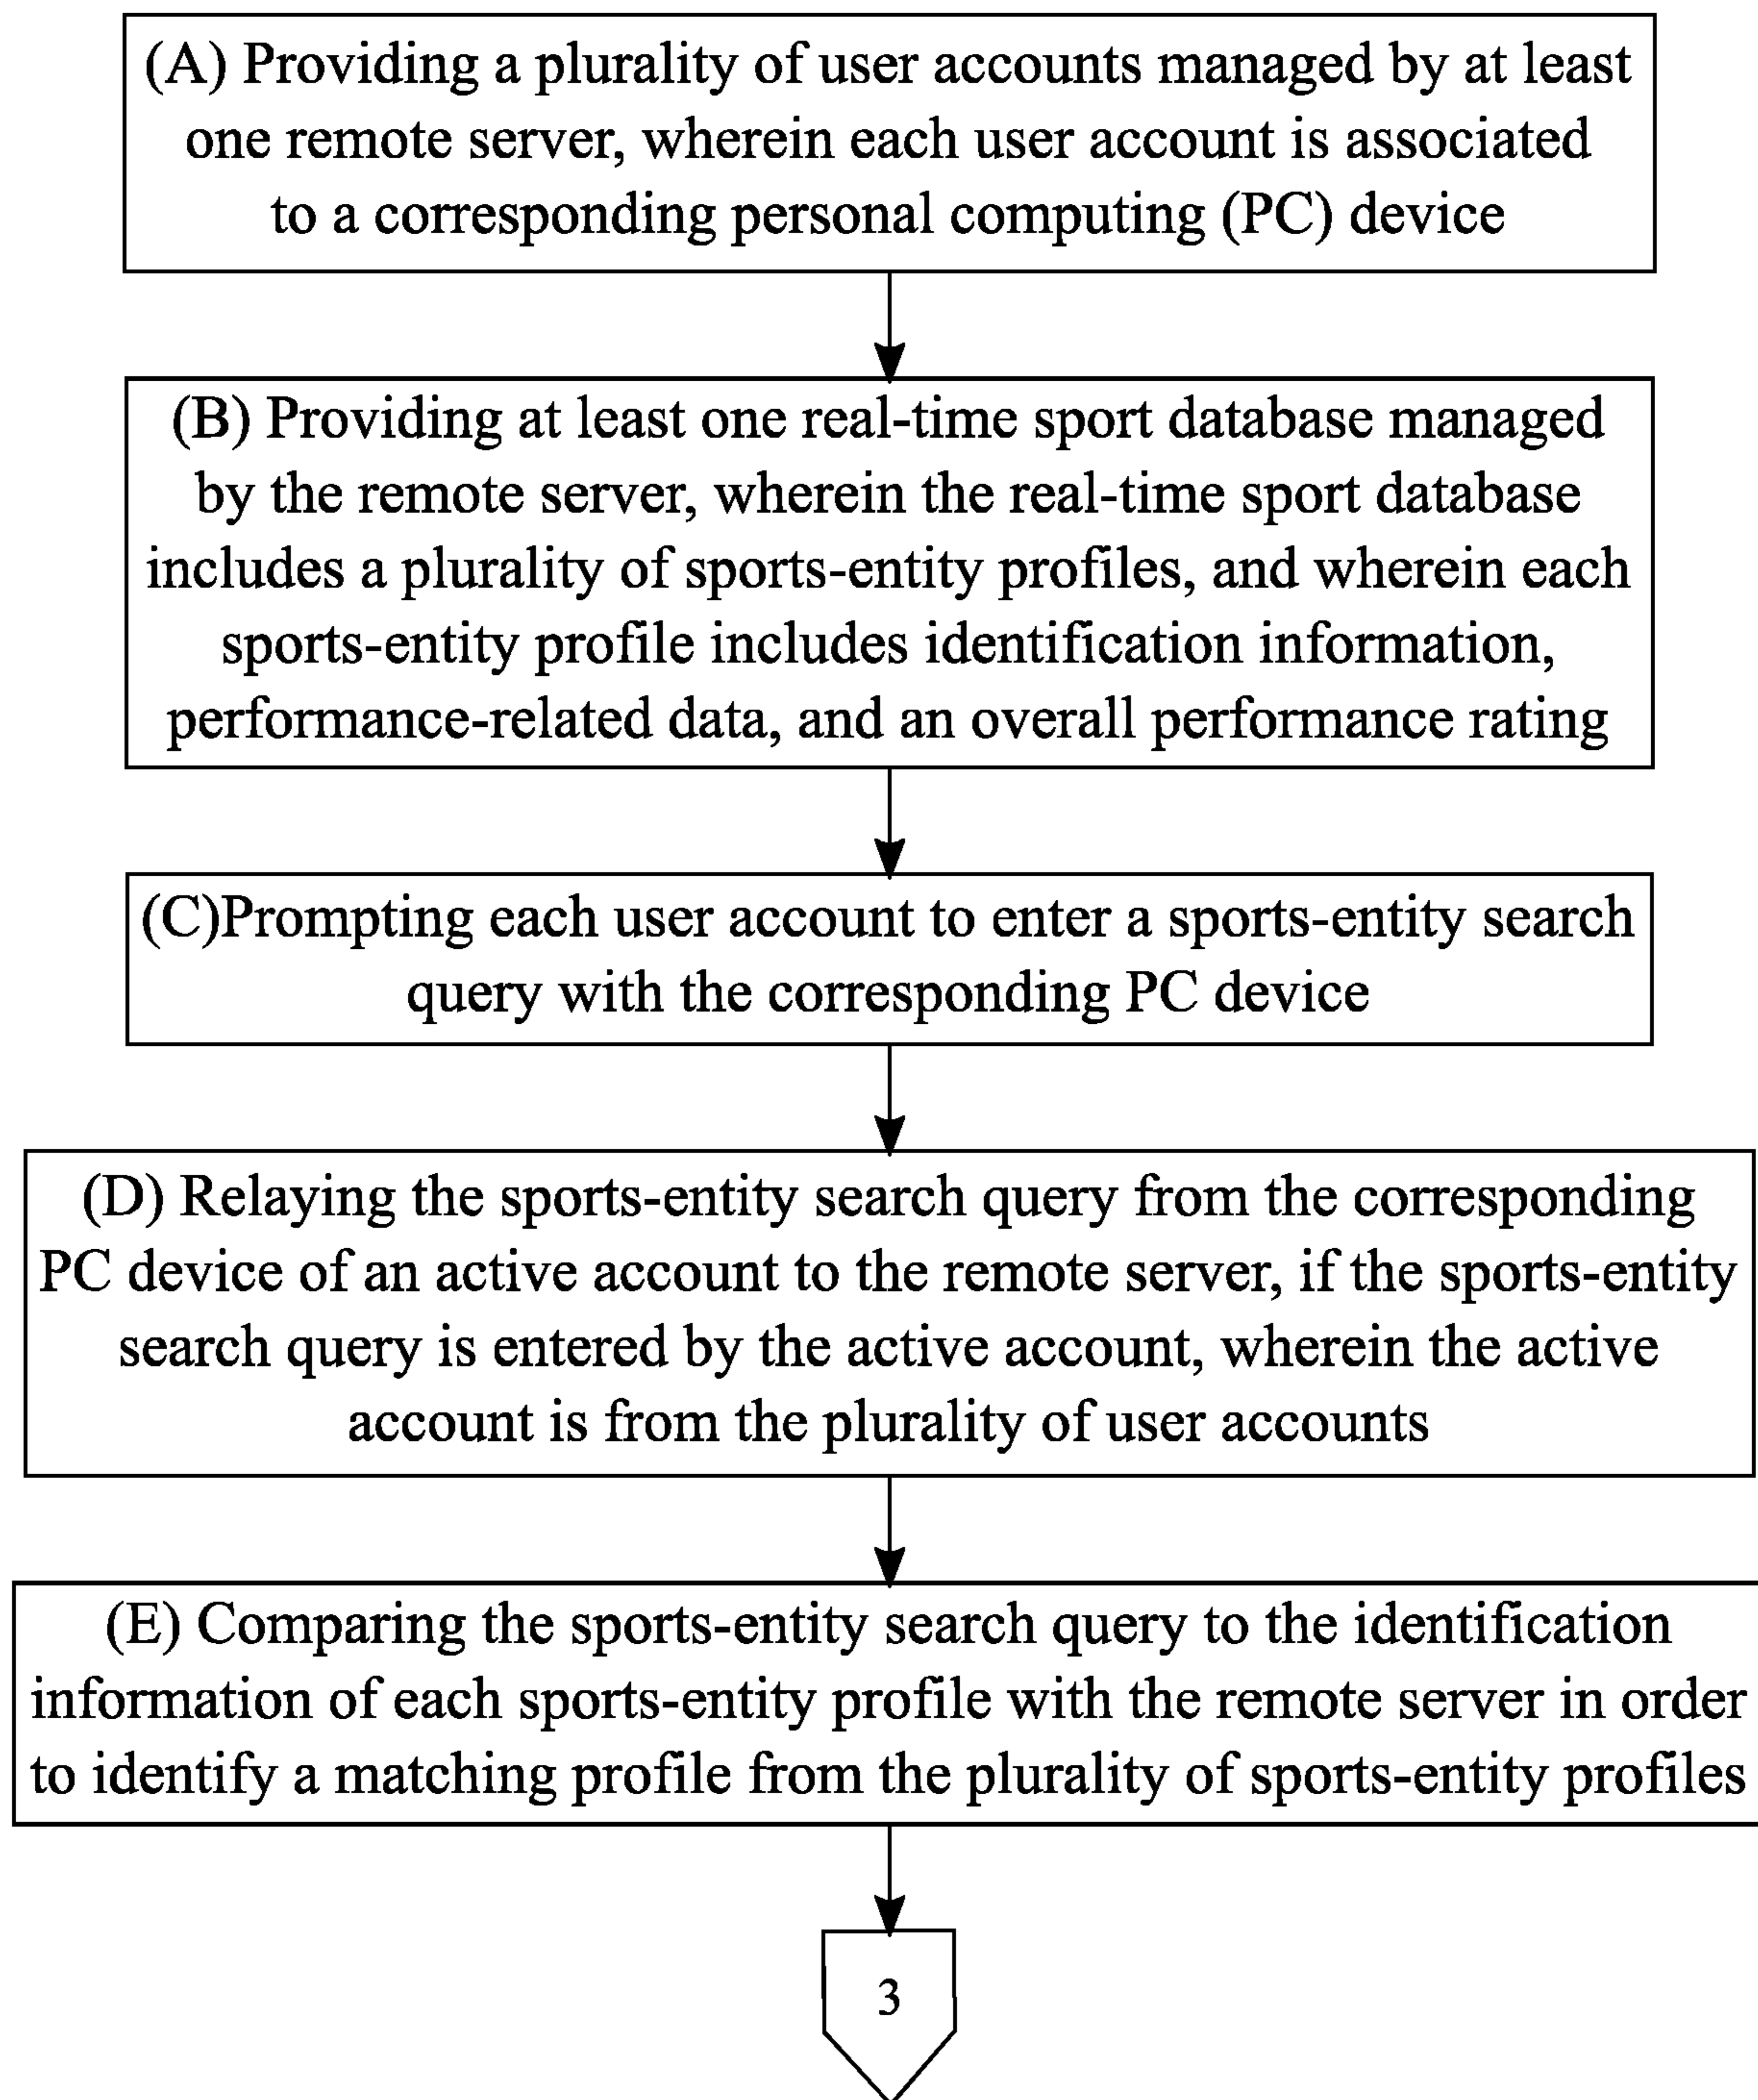 (A) Providing a plurality of user accounts managed by at least
one remote server, wherein each user account is associated
to a corresponding personal computing (PC) device
(B) Providing at least one real-time sport database managed
by the remote server, wherein the real-time sport database
includes a plurality of sports-entity profiles, and wherein each
sports-entity profile includes identification information,
performance-related data, and an overall performance rating
(C)Prompting each user account to enter a sports-entity search
query with the corresponding PC device
(D) Relaying the sports-entity search query from the corresponding
PC device of an active account to the remote server, if the sports-entity
search query is entered by the active account, wherein the active
account is from the plurality of user accounts
(E) Comparing the sports-entity search query to the identification
information of each sports-entity profile with the remote server in order
to identify a matching profile from the plurality of sports-entity profiles
3